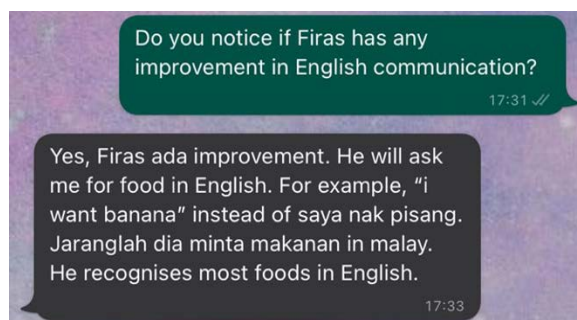 Do you notice if Firas has any
improvement in English communication?
17:31
Yes, Firas ada improvement. He will ask
me for food in English. For example, “i
want banana” instead of saya nak pisang.
Jaranglah dia minta makanan in malay.
He recognises most foods in English.
17:33